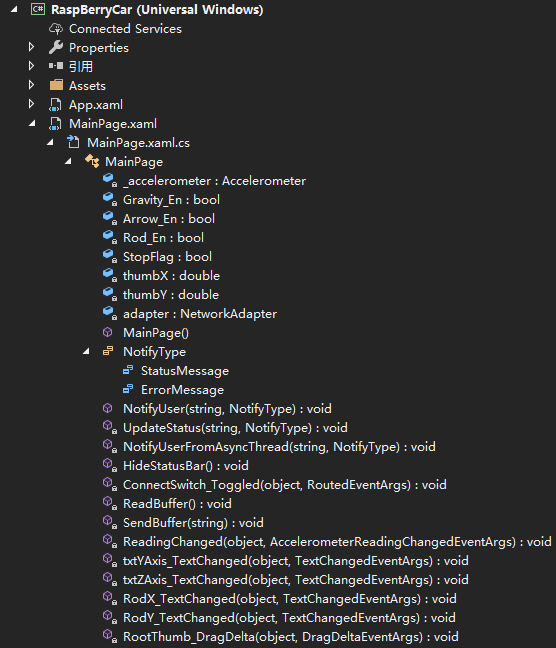 C# RaspBerryCar (Universal Windows)
Connected Services
Properties
引用
Assets
App.xaml
MainPage.xaml
MainPage.xaml.cs
MainPage
_accelerometer : Accelerometer
Gravity_En : bool
Arrow_En : bool
Rod_En : bool
StopFlag : bool
thumbX : double
thumbY : double
adapter : NetworkAdapter
MainPage()
NotifyType
StatusMessage
ErrorMessage
NotifyUser(string, NotifyType) : void
UpdateStatus(string, NotifyType) : void
NotifyUserFromAsyncThread(string, NotifyType) : void
HideStatusBar() : void
ConnectSwitch_Toggled(object, RoutedEventArgs) : void
ReadBuffer() : void
SendBuffer(string) : void
ReadingChanged(object, AccelerometerReadingChangedEventArgs) : void
txtYAxis_TextChanged(object, TextChangedEventArgs) : void
txtZAxis_TextChanged(object, TextChangedEventArgs) : void
RodX_TextChanged(object, TextChangedEventArgs) : void
RodY_TextChanged(object, TextChangedEventArgs) : void
RootThumb_DragDelta(object, DragDeltaEventArgs) : void